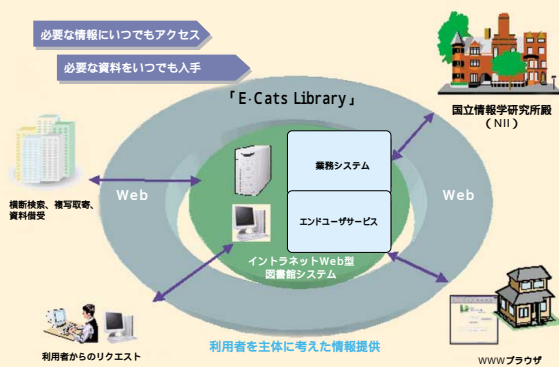 必要な情報にいつでもアクセス
必要な資料をいつでも入手
「E·Cats Library」
国立情報学研究所殿
(NII)
業務システム
Web
Web
横断検索、複写取寄、
資料借受
エンドユーザサービス
イントラネットWeb型
図書館システム
利用者を主体に考えた情報提供
利用者からのリクエスト
WWWブラウザ